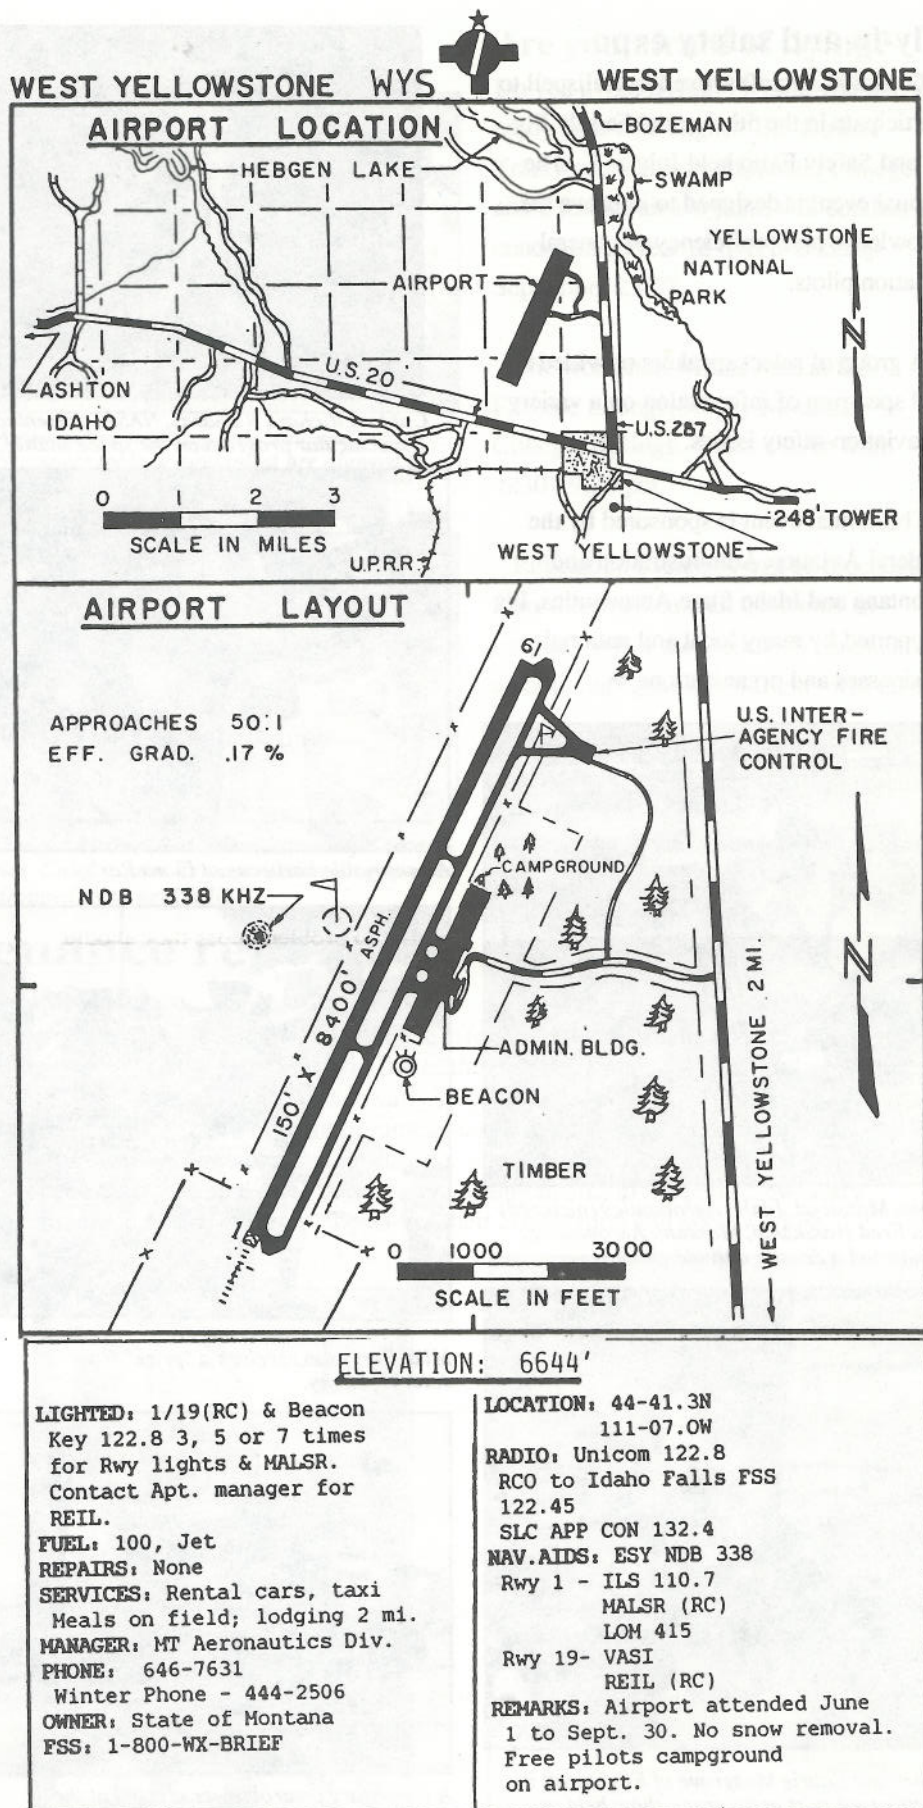 WEST YELLOWSTONE WYS WEST YELLOWSTONE
AIRPORT LOCATION
BOZEMAN
HEBGEN LAKE
SWAMP
YELLOWSTONE
NATIONAL
PARK
AIRPORT
N
U.S. 20
ASHTON
IDAHO
U.S. 287
0 1 2 3
SCALE IN MILES
248' TOWER
WEST YELLOWSTONE
U.P.R.R.
AIRPORT LAYOUT
19
APPROACHES 50:1
EFF. GRAD. .17 %
U.S. INTER-
AGENCY FIRE
CONTROL
CAMPGROUND
NDB 338 KHZ
150' X 8400' ASPH.
N
ADMIN. BLDG.
BEACON
WEST YELLOWSTONE 2 MI
TIMBER
1
0 1000 3000
SCALE IN FEET
ELEVATION: 6644'
LIGHTED: 1/19(RC) & Beacon
Key 122.8 3, 5 or 7 times
for Rwy lights & MALSR.
Contact Apt. manager for
REIL.
FUEL: 100, Jet
REPAIRS: None
SERVICES: Rental cars, taxi
Meals on field; lodging 2 mi.
MANAGER: MT Aeronautics Div.
PHONE: 646-7631
Winter Phone - 444-2506
OWNER: State of Montana
FSS: 1-800-WX-BRIEF
LOCATION: 44-41.3N
111-07.0W
RADIO: Unicom 122.8
RCO to Idaho Falls FSS
122.45
SLC APP CON 132.4
NAV.AIDS: ESY NDB 338
Rwy 1 - ILS 110.7
MALSR (RC)
LOM 415
Rwy 19- VASI
REIL (RC)
REMARKS: Airport attended June
1 to Sept. 30. No snow removal.
Free pilots campground
on airport.